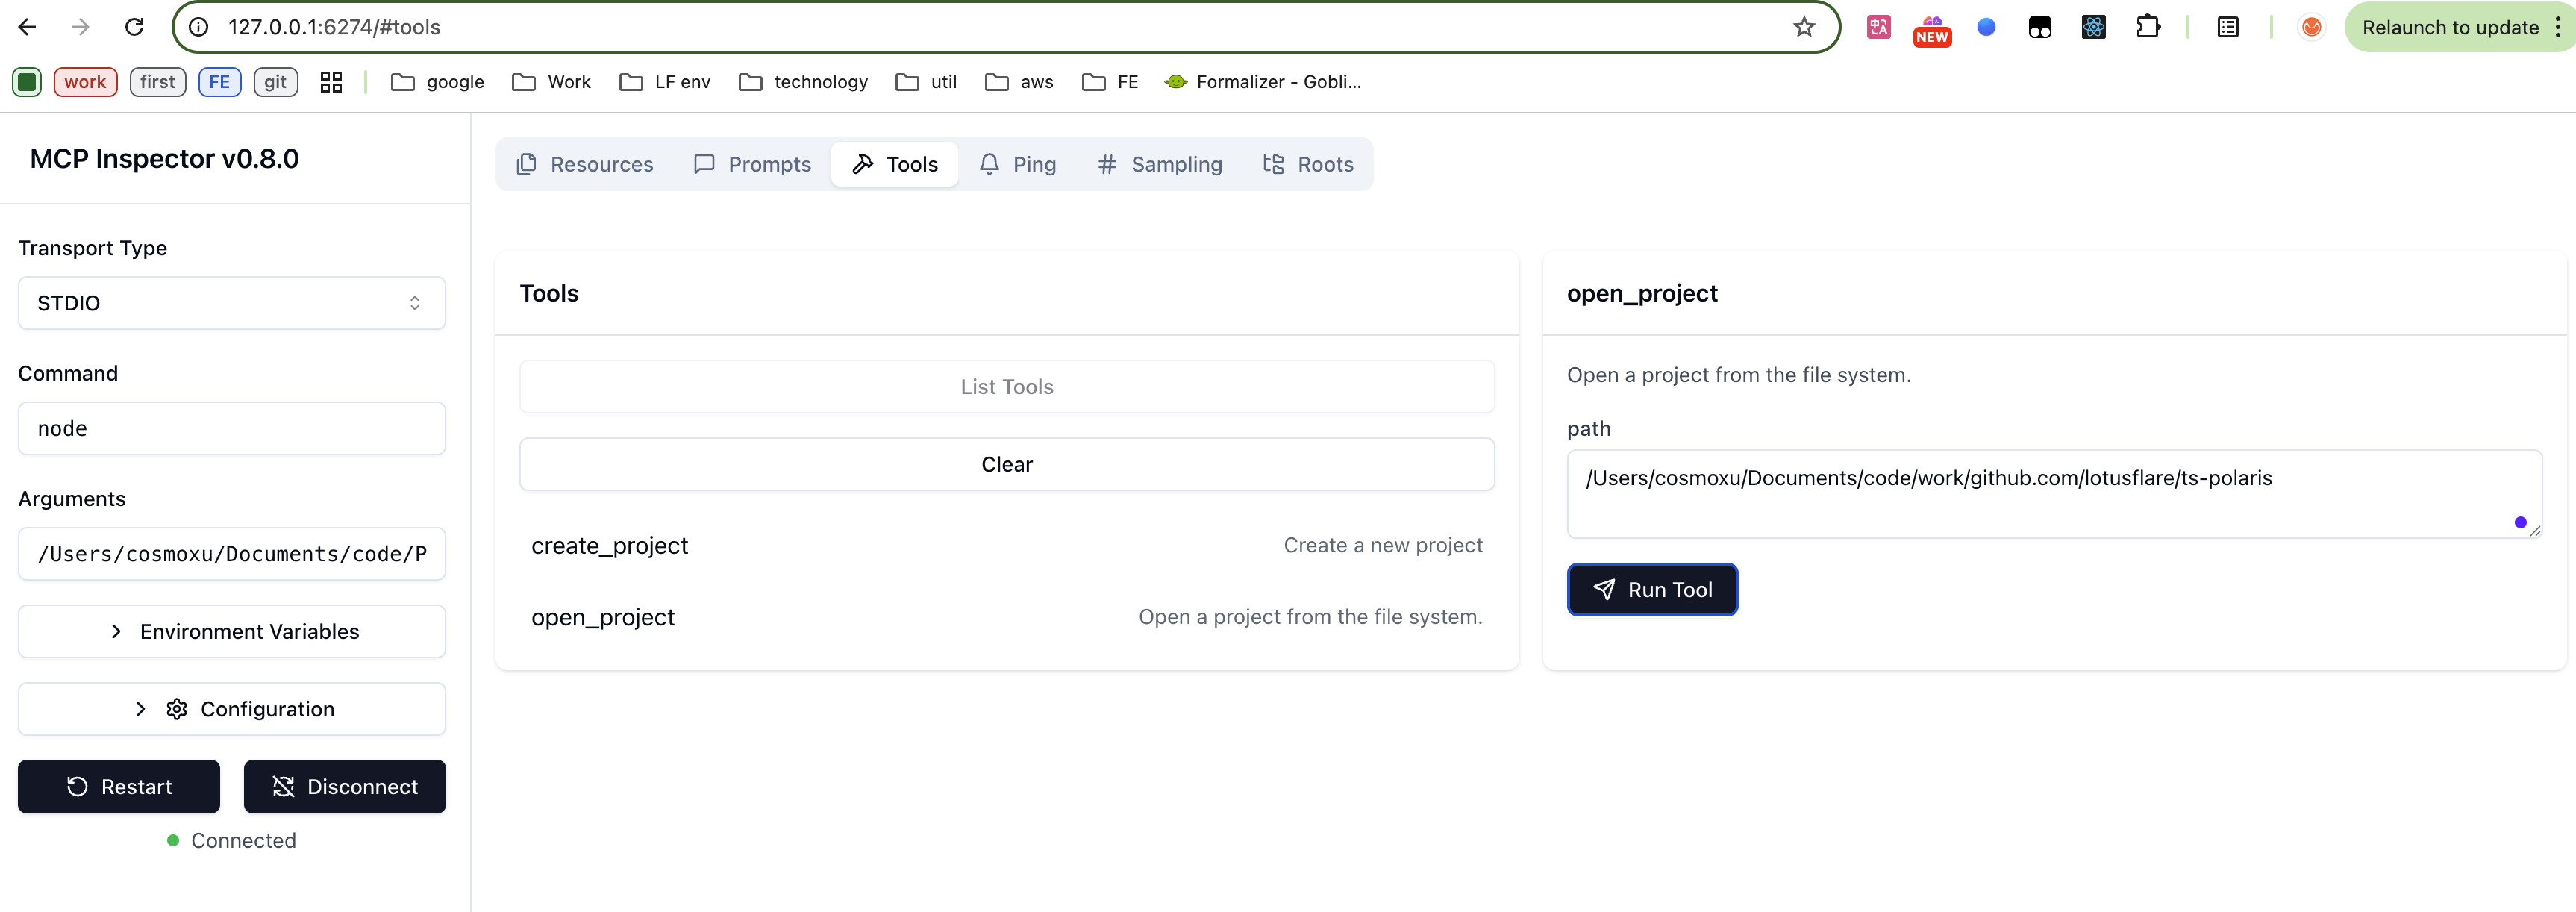 127.0.0.1:6274/#tools
NEW
Relaunch to update
work
first
FE
git
google
Work
LF env
technology
util
aws
FE
Formalizer - Gobli...
MCP Inspector v0.8.0
Transport Type
STDIO
Command
node
Arguments
/Users/cosmoxu/Documents/code/P
Environment Variables
Configuration
Restart
Disconnect
Connected
Resources
Prompts
Tools
Ping
Sampling
Roots
Tools
List Tools
Clear
create_project
Create a new project
open_project
Open a project from the file system.
open_project
Open a project from the file system.
path
/Users/cosmoxu/Documents/code/work/github.com/lotusflare/ts-polaris
Run Tool